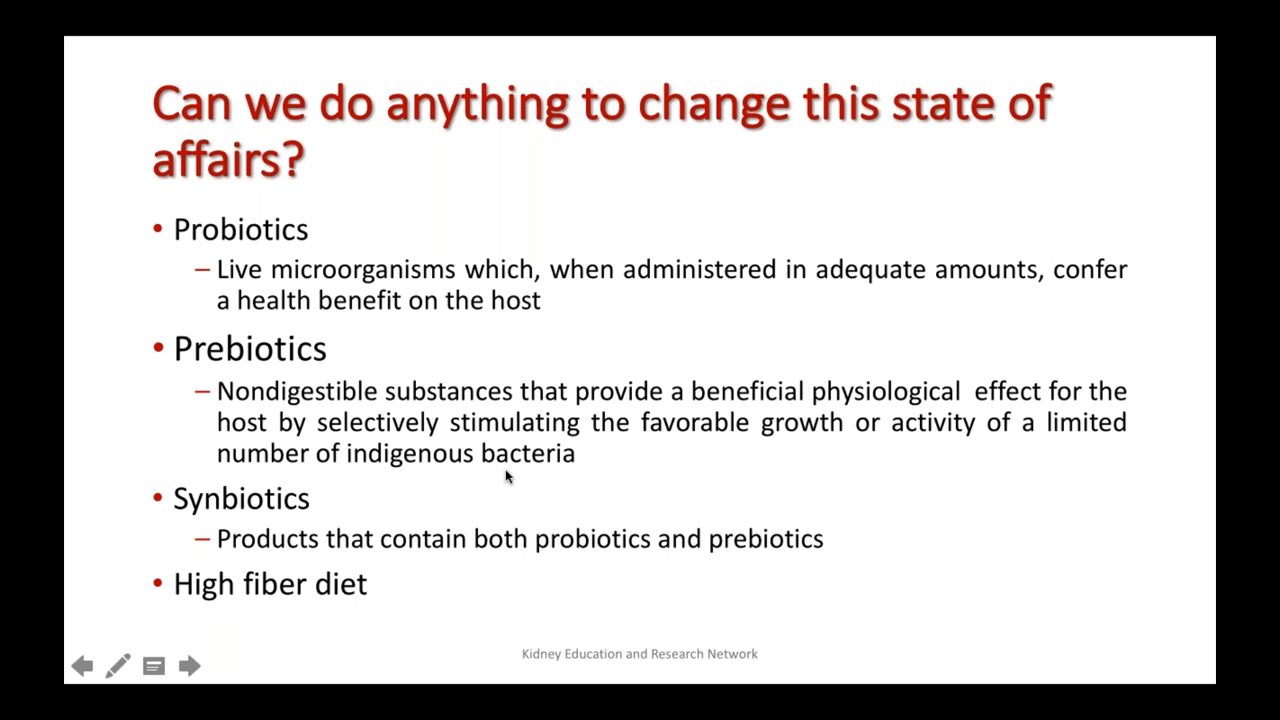 Can we do anything to change this state of
affairs?
• Probiotics
– Live microorganisms which, when administered in adequate amounts, confer
a health benefit on the host
• Prebiotics
– Nondigestible substances that provide a beneficial physiological effect for the
host by selectively stimulating the favorable growth or activity of a limited
number of indigenous bacteria
• Synbiotics
– Products that contain both probiotics and prebiotics
• High fiber diet
Kidney Education and Research Network